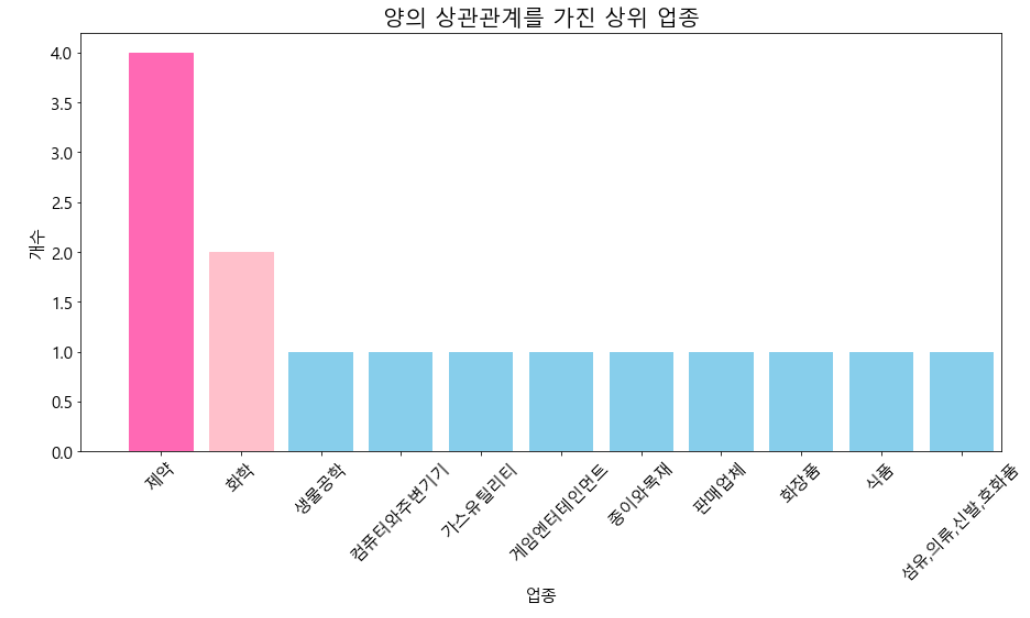 양의 상관관계를 가진 상위 업종
개수
4.0
3.5
3.0
2.5
2.0
1.5
1.0
0.5
0.0
제약
화학
생물공학
컴퓨터와주변기기
가스유틸리티
게임엔터테인먼트
종이와목재
판매업체
화장품
식품
섬유,의류,신발,호화품
업종